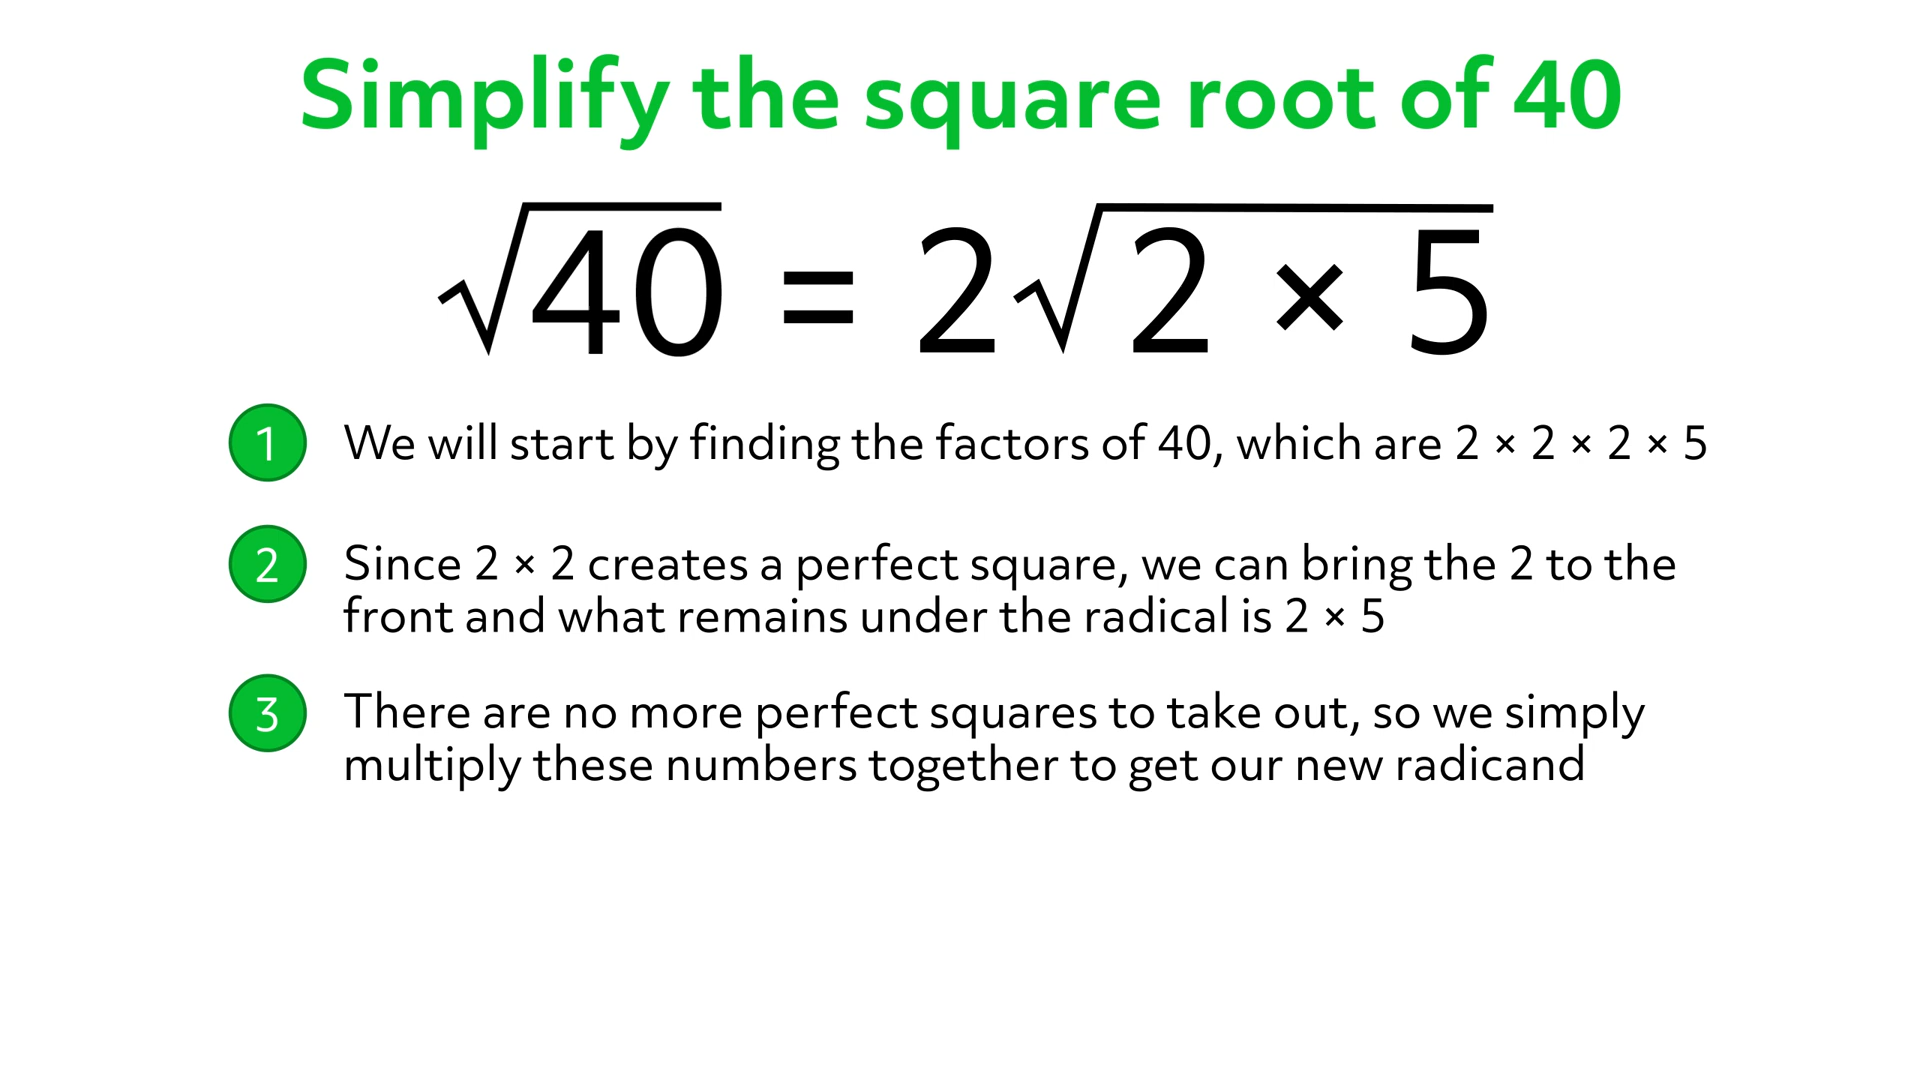 Simplify the square root of 40
√40 = 2√2 × 5
1 We will start by finding the factors of 40, which are 2 × 2 × 2 × 5
2 Since 2 × 2 creates a perfect square, we can bring the 2 to the
front and what remains under the radical is 2 × 5
3 There are no more perfect squares to take out, so we simply
multiply these numbers together to get our new radicand